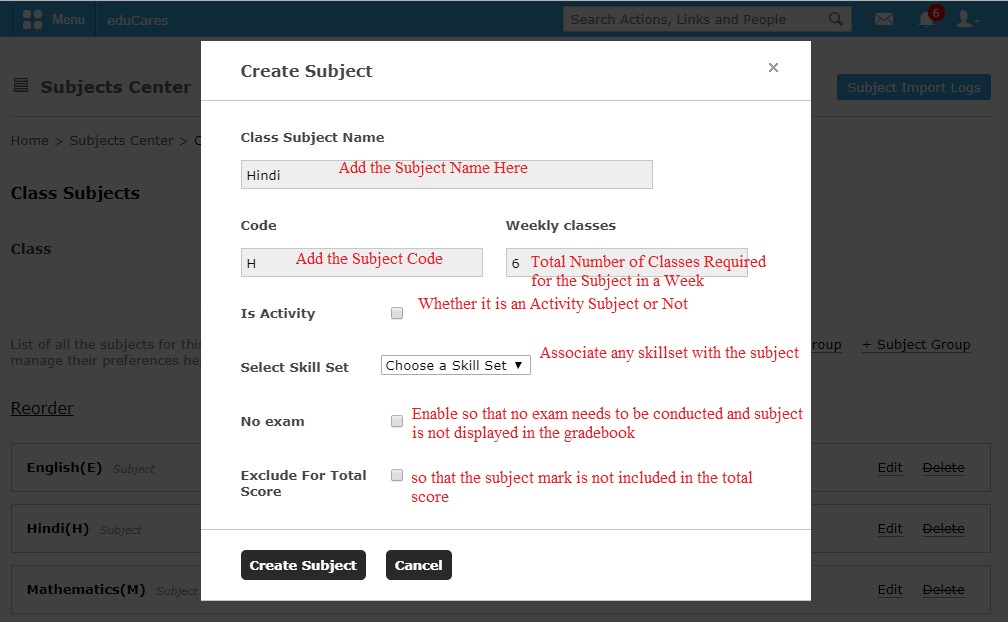 Menu
eduCares
Search Actions, Links and People
6
Create Subject
×
Subjects Center
Subject Import Logs
Home > Subjects Center >
Class Subject Name
Hindi
Add the Subject Name Here
Class Subjects
Code
Weekly classes
Class
H
Add the Subject Code
6
Total Number of Classes Required
for the Subject in a Week
Is Activity
Whether it is an Activity Subject or Not
List of all the subjects for this
manage their preferences
roup
+ Subject Group
Select Skill Set
Choose a Skill Set ▼
Associate any skillset with the subject
Reorder
No exam
Enable so that no exam needs to be conducted and subject
is not displayed in the gradebook
English(E) Subject
Edit
Delete
Exclude For Total
Score
so that the subject mark is not included in the total
score
Hindi(H) Subject
Edit
Delete
Create Subject
Cancel
Mathematics(M) Subject
Edit
Delete